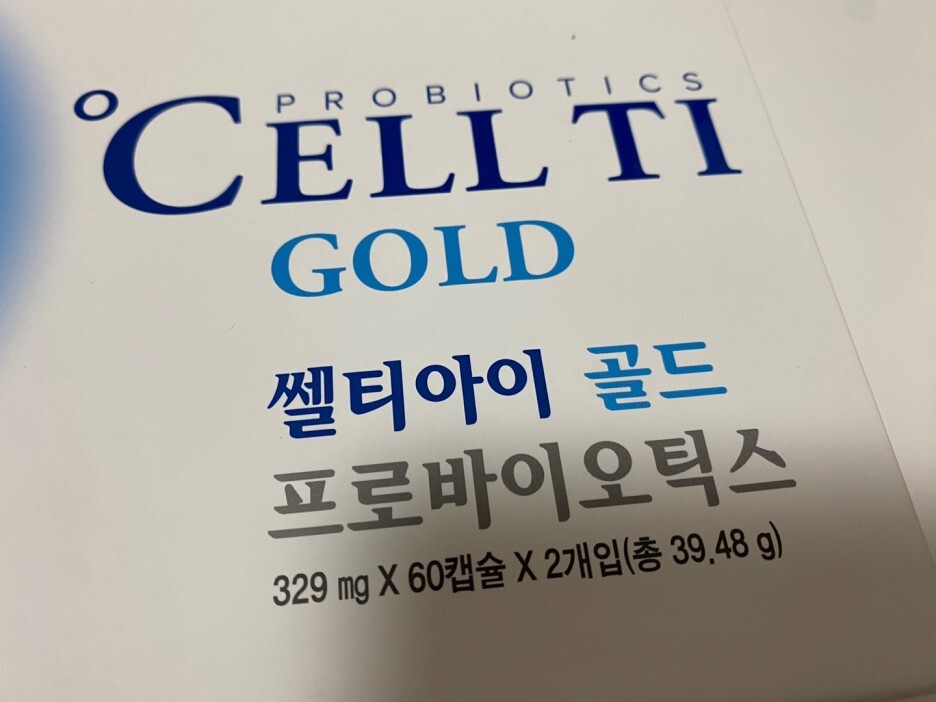 PROBIOTICS
°CELL TI
GOLD
쎌티아이 골드
프로바이오틱스
329 mg X 60캡슐 X 2개입(총 39.48 g)